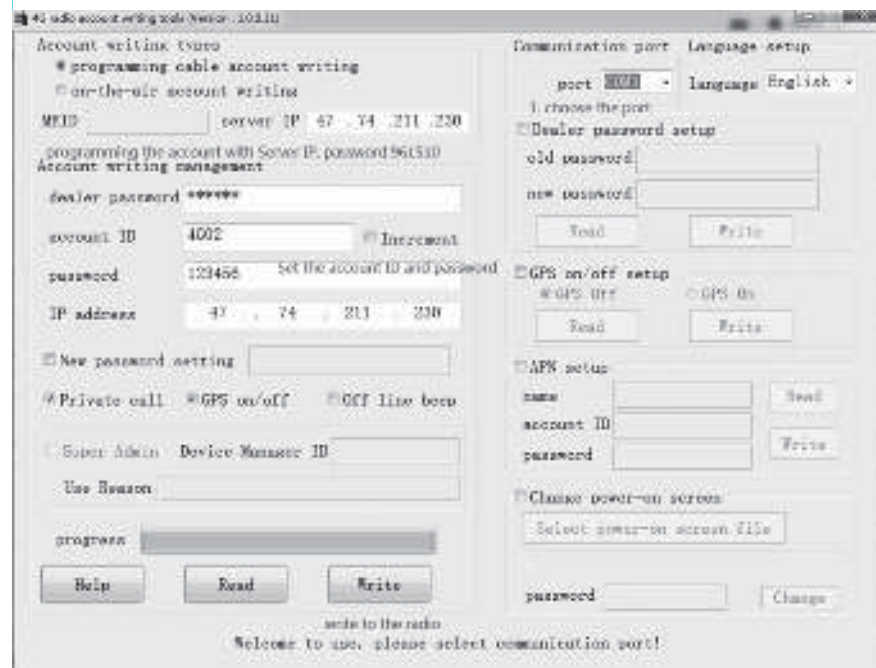 4G radio account writing tools (Version : 1.0.2.11)
Account writing types
programming cable account writing
on-the-air account writing
MEID
server IP 47 . 74 .211 .230
programming the account with Server IP, password 961510
Account writing management
dealer password ******
account ID 4602
Increment
password 123456
Set the account ID and password
IP address 47 . 74 . 211 . 230
New password setting
Private call GPS on/off Off line beep
Super Admin Device Manager ID
Use Reason
progress
Help Read Write
write to the radio
Communication port
port
1. choose the port
Language setup
language English
Dealer password setup
old password
new password
Read Write
GPS on/off setup
GPS Off GPS On
Read Write
APN setup
name
Read
account ID
password
Write
Change power-on screen
Select power-on screen file
password Change
Welcome to use, please select communication port!